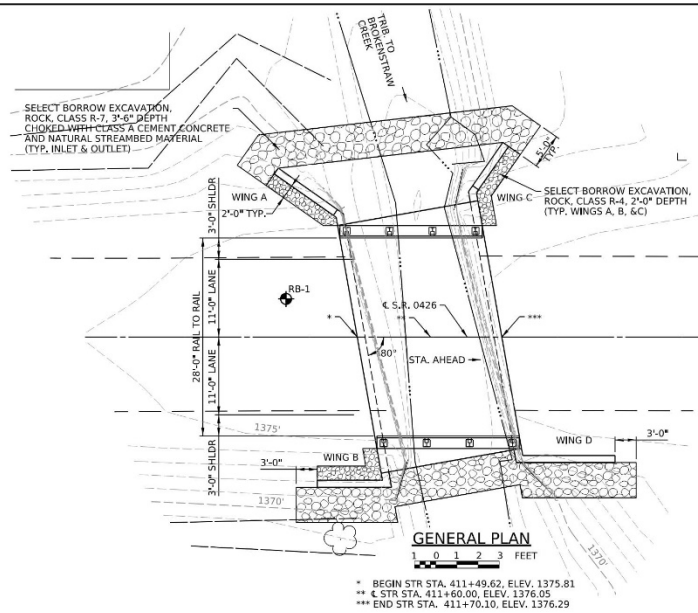 TRIB. TO
BROKENSTRAW
CREEK
SELECT BORROW EXCAVATION,
ROCK, CLASS R-7, 3'-6" DEPTH
CHOKED WITH CLASS A CEMENT CONCRETE
AND NATURAL STREAMBED MATERIAL
(TYP. INLET & OUTLET)
5'-0"
TYP.
WING A
2'-0" TYP.
WING C
SELECT BORROW EXCAVATION,
ROCK, CLASS R-4, 2'-0" DEPTH
(TYP. WINGS A, B, &C)
3'-0" SHLDR
11'-0" LANE
28'-0" RAIL TO RAIL
11'-0" LANE
3'-0" SHLDR
RB-1
℄ S.R. 0426
*
**
***
80°
STA. AHEAD
1375'
WING B
3'-0"
WING D
3'-0"
1370'
1370'
GENERAL PLAN
1 0 1 2 3 FEET
* BEGIN STR STA. 411+49.62, ELEV. 1375.81
** ℄ STR STA. 411+60.00, ELEV. 1376.05
*** END STR STA. 411+70.10, ELEV. 1376.29